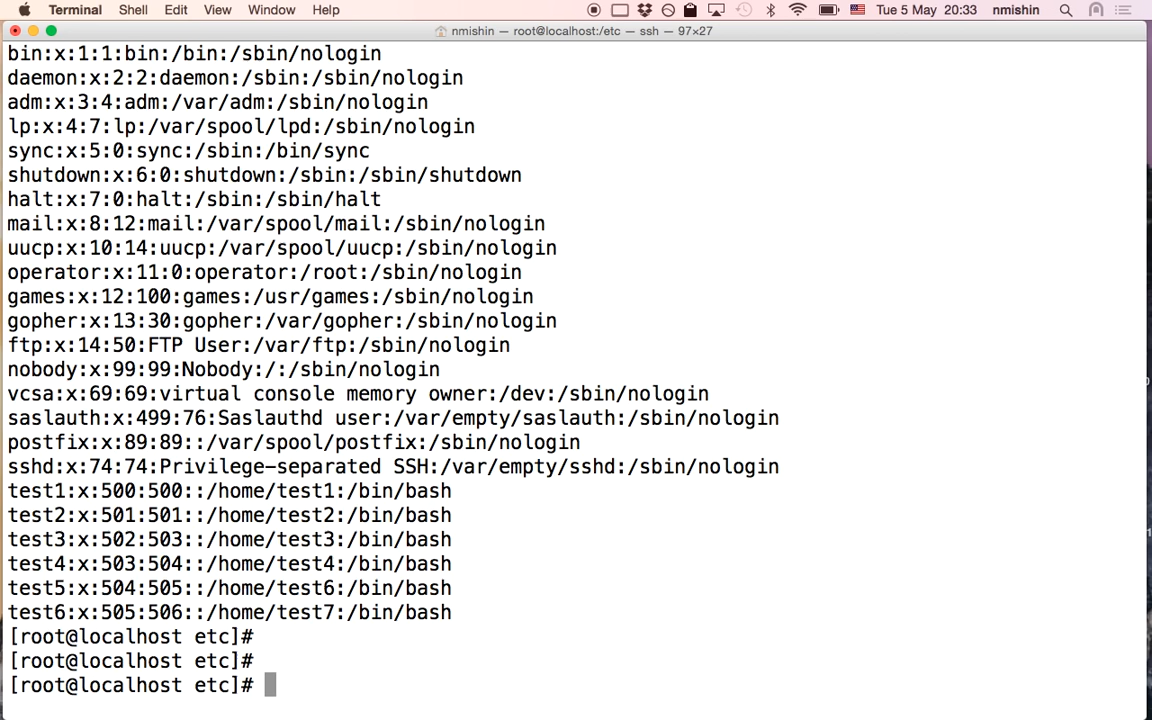 Terminal Shell Edit View Window Help Tue 5 May 20:33 nmishin
nmishin — root@localhost:/etc — ssh — 97×27
bin:x:1:1:bin:/bin:/sbin/nologin
daemon:x:2:2:daemon:/sbin:/sbin/nologin
adm:x:3:4:adm:/var/adm:/sbin/nologin
lp:x:4:7:lp:/var/spool/lpd:/sbin/nologin
sync:x:5:0:sync:/sbin:/bin/sync
shutdown:x:6:0:shutdown:/sbin:/sbin/shutdown
halt:x:7:0:halt:/sbin:/sbin/halt
mail:x:8:12:mail:/var/spool/mail:/sbin/nologin
uucp:x:10:14:uucp:/var/spool/uucp:/sbin/nologin
operator:x:11:0:operator:/root:/sbin/nologin
games:x:12:100:games:/usr/games:/sbin/nologin
gopher:x:13:30:gopher:/var/gopher:/sbin/nologin
ftp:x:14:50:FTP User:/var/ftp:/sbin/nologin
nobody:x:99:99:Nobody:/:/sbin/nologin
vcsa:x:69:69:virtual console memory owner:/dev:/sbin/nologin
saslauth:x:499:76:Saslauthd user:/var/empty/saslauth:/sbin/nologin
postfix:x:89:89::/var/spool/postfix:/sbin/nologin
sshd:x:74:74:Privilege-separated SSH:/var/empty/sshd:/sbin/nologin
test1:x:500:500::/home/test1:/bin/bash
test2:x:501:501::/home/test2:/bin/bash
test3:x:502:503::/home/test3:/bin/bash
test4:x:503:504::/home/test4:/bin/bash
test5:x:504:505::/home/test6:/bin/bash
test6:x:505:506::/home/test7:/bin/bash
[root@localhost etc]#
[root@localhost etc]#
[root@localhost etc]#